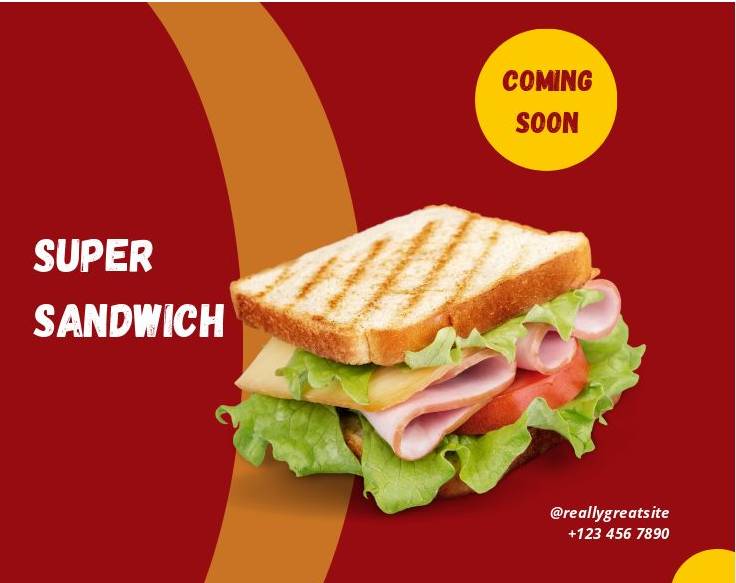 COMING
SOON
SUPER
SANDWICH
@reallygreatsite
+123 456 7890